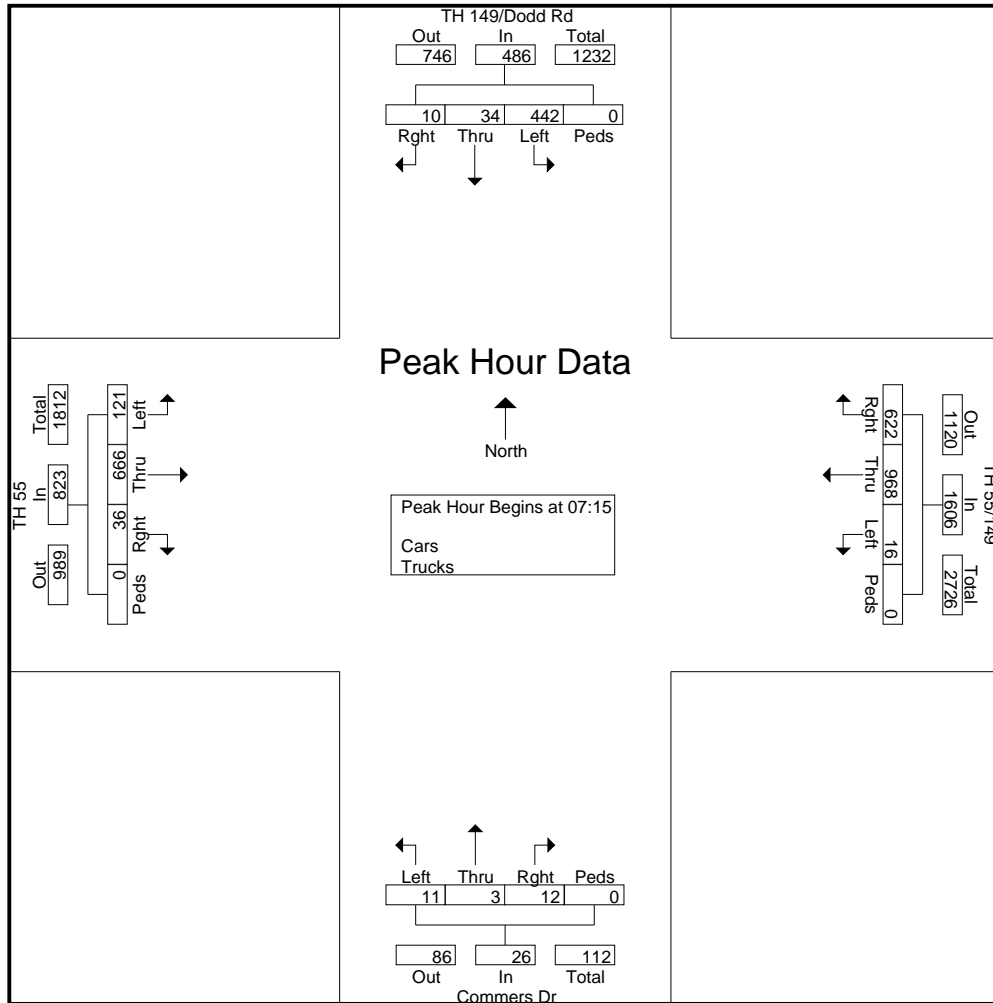 TH 149/Dodd Rd
Out In Total
746 486 1232
10 34 442 0
Rght Thru Left Peds
Peak Hour Data
North
Peak Hour Begins at 07:15
Cars
Trucks
TH 55
Total In Out
1812 823 989
121 666 36 0
Left Thru Rght Peds
TH 55/149
Out In Total
1120 1606 2726
622 968 16 0
Rght Thru Left Peds
Left Thru Rght Peds
11 3 12 0
86 26 112
Out In Total
Commers Dr